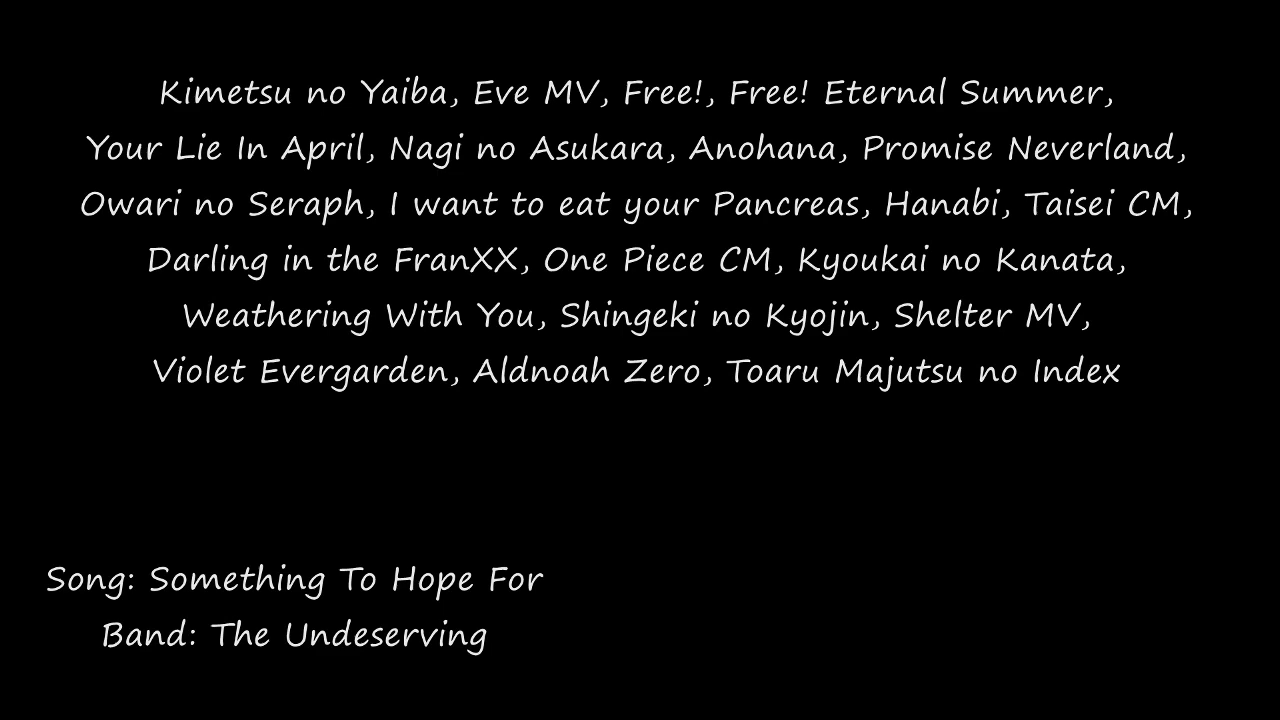 Kimetsu no Yaiba, Eve MV, Free!, Free! Eternal Summer,
Your Lie In April, Nagi no Asukara, Anohana, Promise Neverland,
Owari no Seraph, I want to eat your Pancreas, Hanabi, Taisei CM,
Darling in the FranXX, One Piece CM, Kyoukai no Kanata,
Weathering With You, Shingeki no Kyojin, Shelter MV,
Violet Evergarden, Aldnoah Zero, Toaru Majutsu no Index
Song: Something To Hope For
Band: The Undeserving